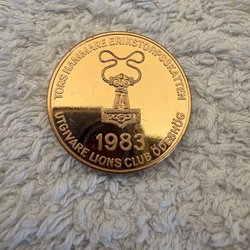 TORS HAMMARE ERIKSTORPSSKATTEN
1983
UTGIVARE LIONS CLUB ÖDESHÖG